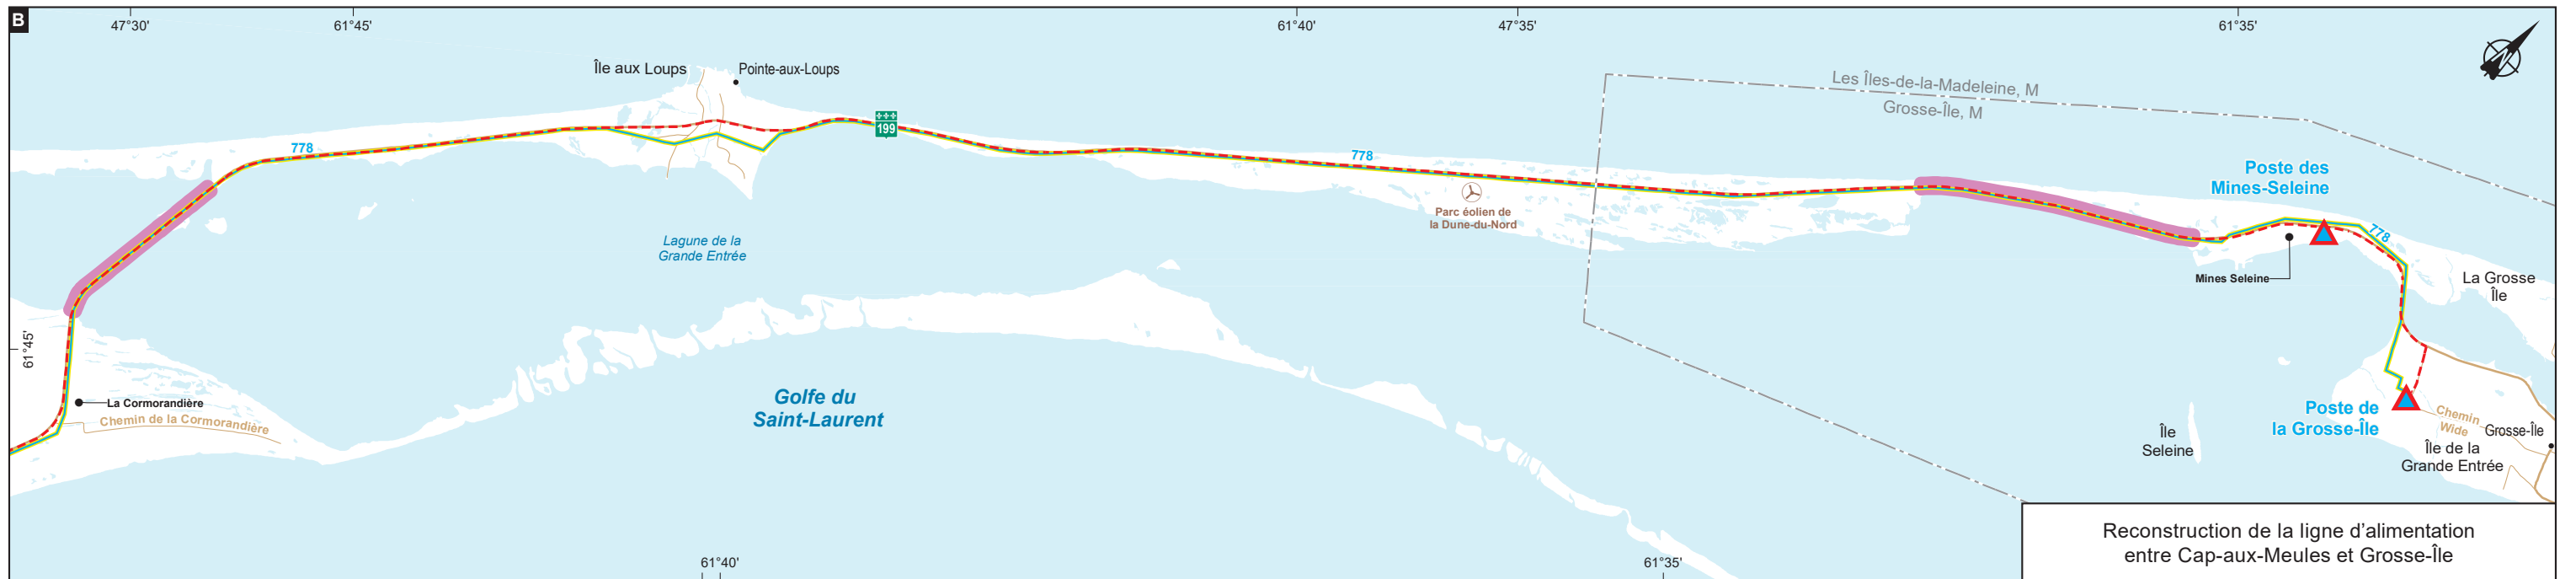 B
47°30'
61°45'
61°40'
47°35'
61°35'
Île aux Loups
Pointe-aux-Loups
Les Îles-de-la-Madeleine, M
Grosse-Île, M
199
778
778
Poste des
Mines-Seleine
Parc éolien de
la Dune-du-Nord
778
Lagune de la
Grande Entrée
Mines Seleine
La Grosse
Île
61°45'
La Cormorandière
Chemin de la Cormorandière
Golfe du
Saint-Laurent
Poste de
la Grosse-Île
Chemin
Wide
Grosse-Île
Île
Seleine
Île de la
Grande Entrée
61°40'
61°35'
Reconstruction de la ligne d'alimentation
entre Cap-aux-Meules et Grosse-Île